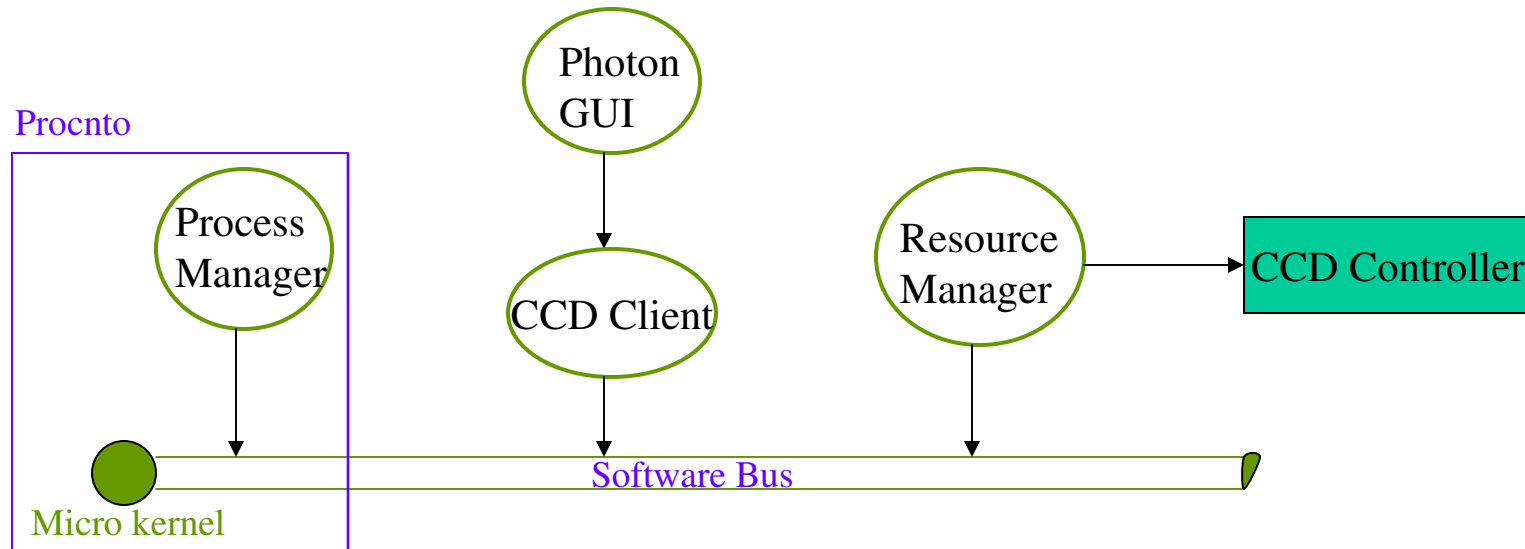 Photon
GUI
Procnto
Process
Manager
Resource
Manager
CCD Controller
CCD Client
Software Bus
Micro kernel